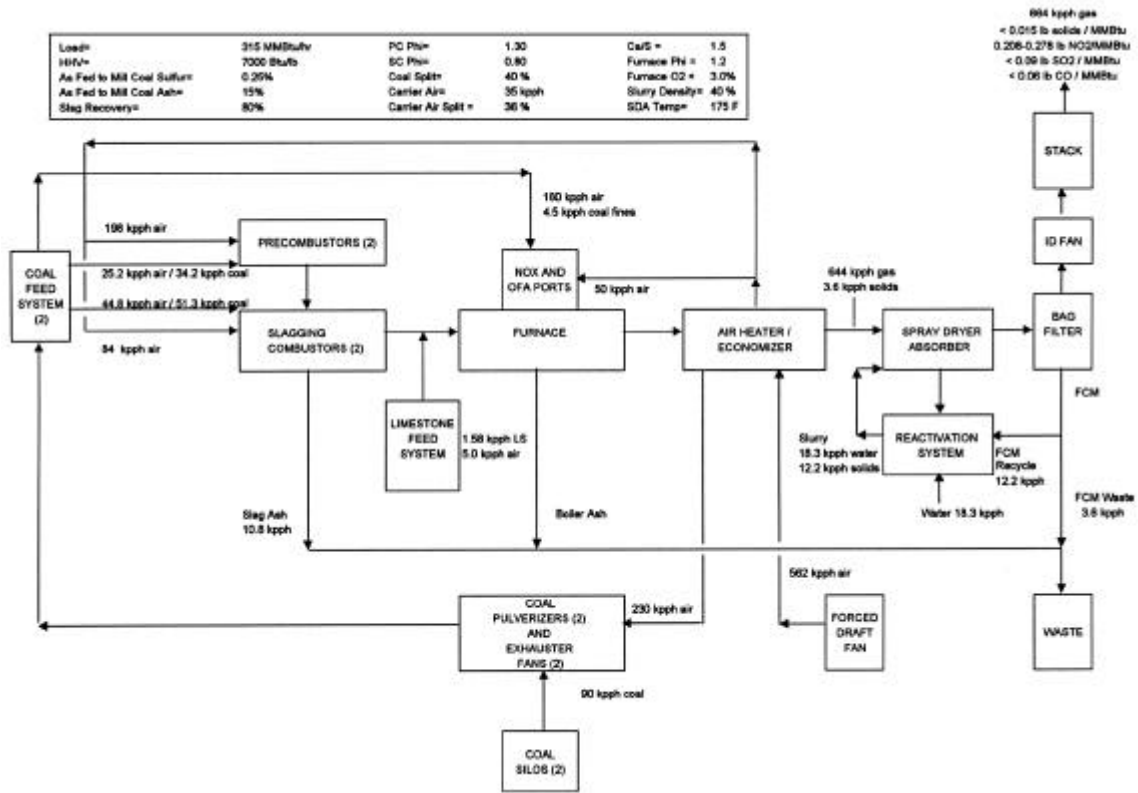 664 kpph gas
< 0.015 lb solids / MMBtu
0.208-0.278 lb NO2/MMBtu
< 0.09 lb SO2 / MMBtu
< 0.06 lb CO / MMBtu
Load= 315 MMBtu/hr PC Phi= 1.30 Ca/S = 1.5
HHV= 7000 Btu/lb SC Phi= 0.80 Furnace Phi = 1.2
As Fed to Mill Coal Sulfur= 0.25% Coal Split= 40 % Furnace O2 = 3.0%
As Fed to Mill Coal Ash= 15% Carrier Air= 35 kpph Slurry Density= 40 %
Slag Recovery= 80% Carrier Air Split = 36 % SDA Temp= 175 F
STACK
ID FAN
BAG
FILTER
160 kpph air
4.5 kpph coal fines
198 kpph air
PRECOMBUSTORS (2)
COAL
FEED
SYSTEM
(2)
25.2 kpph air / 34.2 kpph coal
44.8 kpph air / 51.3 kpph coal
84 kpph air
SLAGGING
COMBUSTORS (2)
NOX AND
OFA PORTS
50 kpph air
FURNACE
AIR HEATER /
ECONOMIZER
644 kpph gas
3.6 kpph solids
SPRAY DRYER
ABSORBER
FCM
LIMESTONE
FEED
SYSTEM
1.58 kpph LS
5.0 kpph air
Slurry
18.3 kpph water
12.2 kpph solids
REACTIVATION
SYSTEM
FCM
Recycle
12.2 kpph
Water 18.3 kpph
FCM Waste
3.6 kpph
Slag Ash
10.8 kpph
Boiler Ash
COAL
PULVERIZERS (2)
AND
EXHAUSTER
FANS (2)
230 kpph air
562 kpph air
FORCED
DRAFT
FAN
WASTE
90 kpph coal
COAL
SILOS (2)